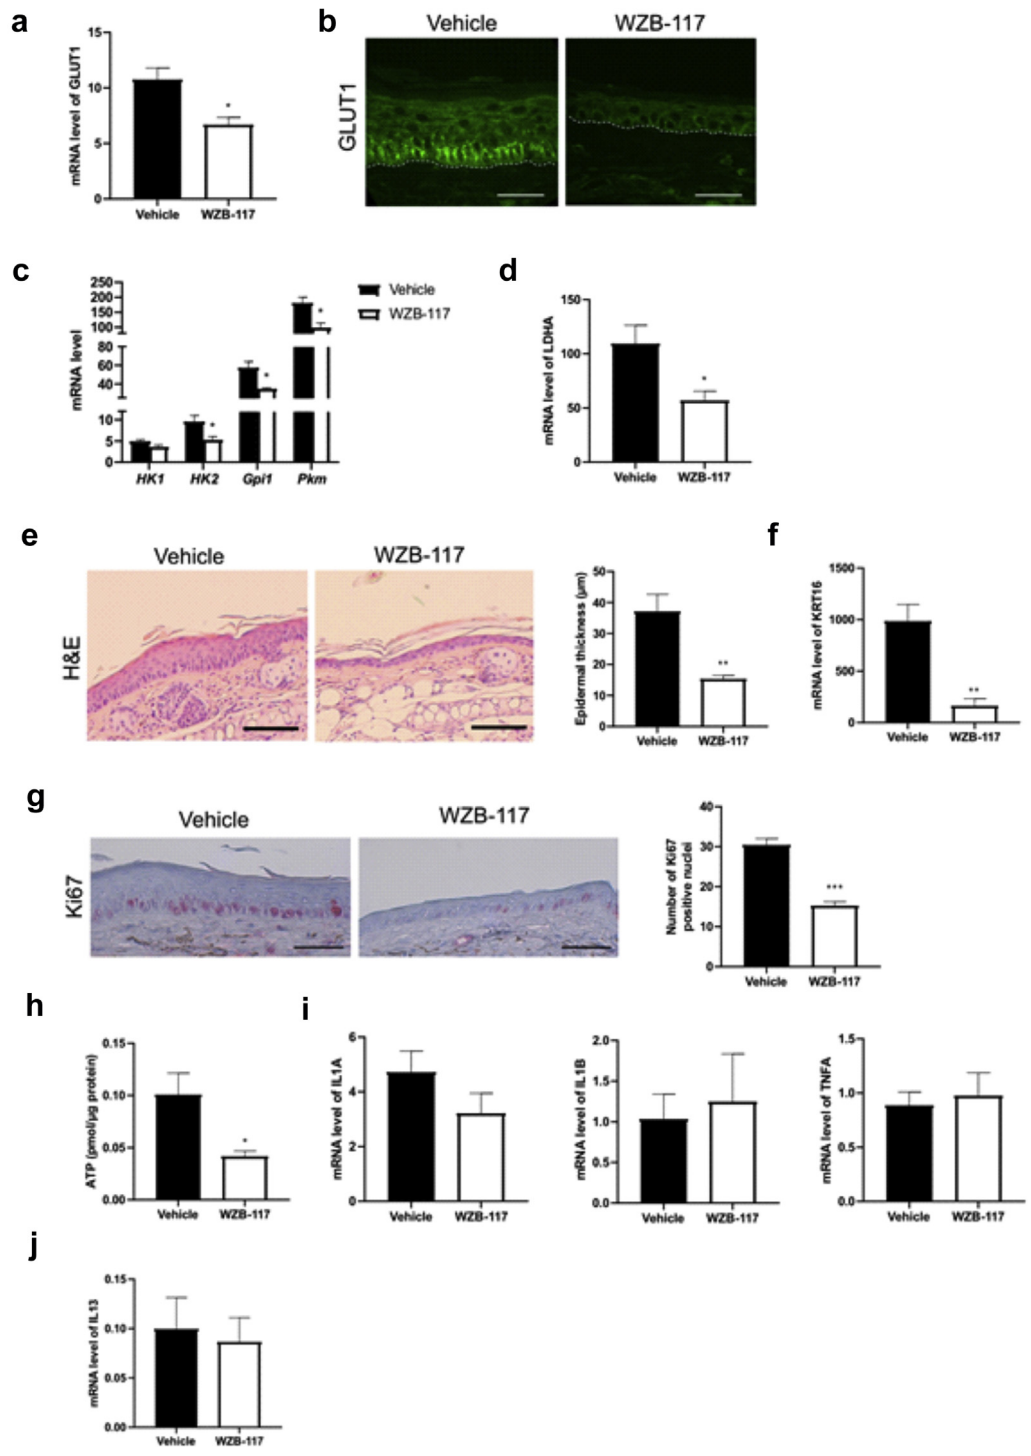 a
mRNA level of GLUT1
15
10
5
0
*
Vehicle
WZB-117
b
Vehicle
WZB-117
GLUT1
c
mRNA level
250
200
150
100
80
60
40
10
5
0
*
*
*
HK1
HK2
Gpi1
Pkm
Vehicle
WZB-117
d
mRNA level of LDHA
150
100
50
0
*
Vehicle
WZB-117
e
Vehicle
WZB-117
H&E
Epidermal thickness (µm)
50
40
30
20
10
0
**
Vehicle
WZB-117
f
mRNA level of KRT16
1500
1000
500
0
**
Vehicle
WZB-117
g
Vehicle
WZB-117
Ki67
Number of Ki67
positive nuclei
40
30
20
10
0
***
Vehicle
WZB-117
h
ATP (pmol/µg protein)
0.15
0.10
0.05
0.00
*
Vehicle
WZB-117
i
mRNA level of IL1A
6
4
2
0
Vehicle
WZB-117
mRNA level of IL1B
2.0
1.5
1.0
0.5
0.0
Vehicle
WZB-117
mRNA level of TNFA
1.5
1.0
0.5
0.0
Vehicle
WZB-117
j
mRNA level of IL13
0.15
0.10
0.05
0.00
Vehicle
WZB-117